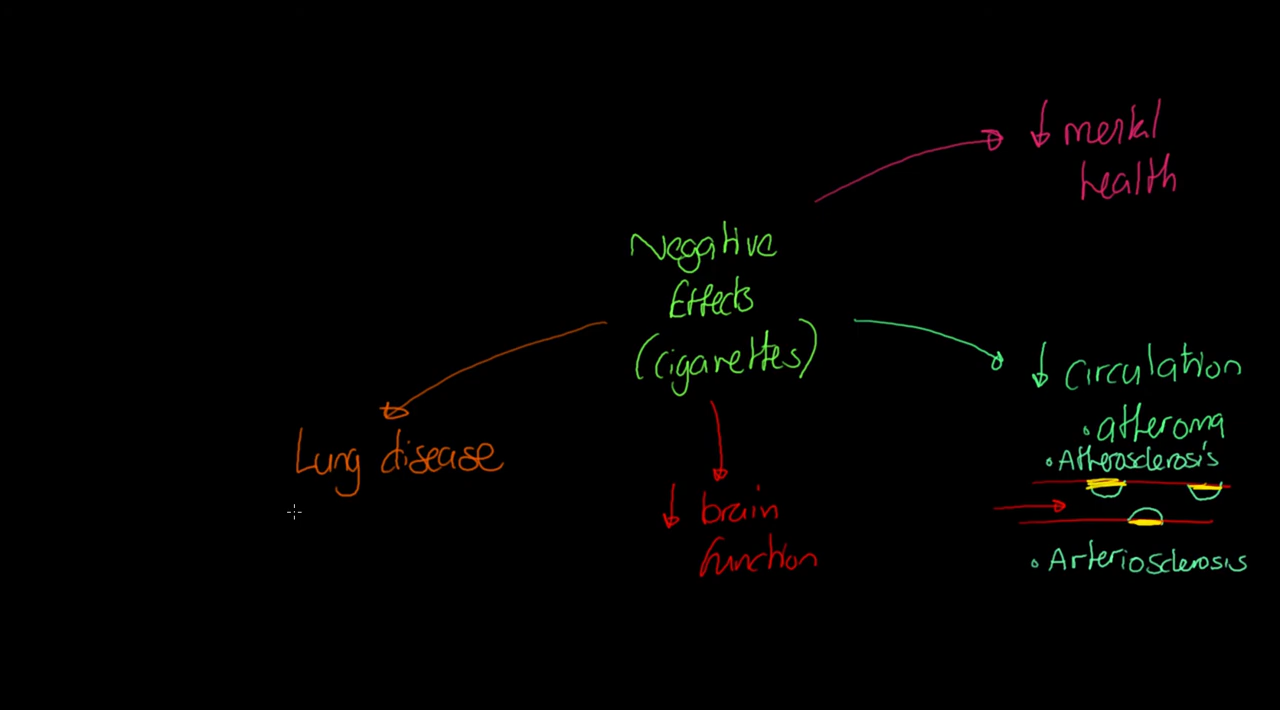 Negative
Effects
(cigarettes)
↓ mental
health
↓ circulation
• atheroma
• Atherosclerosis
• Arteriosclerosis
↓ brain
function
Lung disease